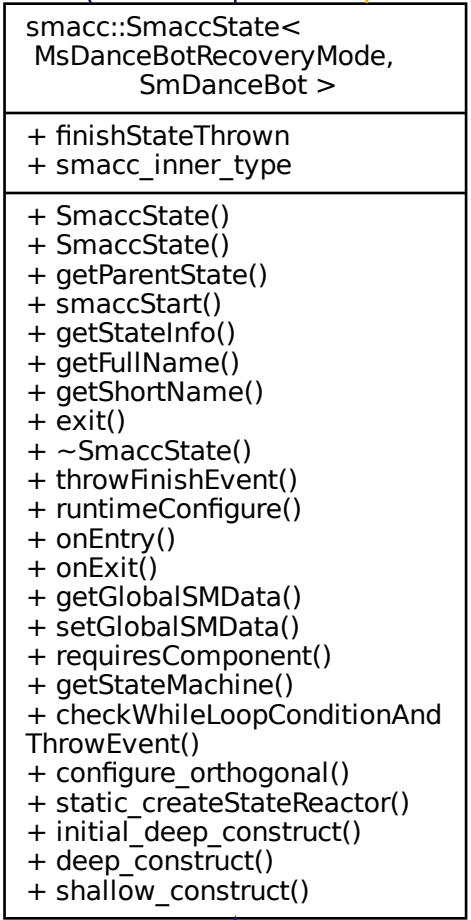 smacc::SmaccState<
MsDanceBotRecoveryMode,
SmDanceBot >
+ finishStateThrown
+ smacc_inner_type
+ SmaccState()
+ SmaccState()
+ getParentState()
+ smaccStart()
+ getStateInfo()
+ getFullName()
+ getShortName()
+ exit()
+ ~SmaccState()
+ throwFinishEvent()
+ runtimeConfigure()
+ onEntry()
+ onExit()
+ getGlobalSMData()
+ setGlobalSMData()
+ requiresComponent()
+ getStateMachine()
+ checkWhileLoopConditionAnd
ThrowEvent()
+ configure_orthogonal()
+ static_createStateReactor()
+ initial_deep_construct()
+ deep_construct()
+ shallow_construct()